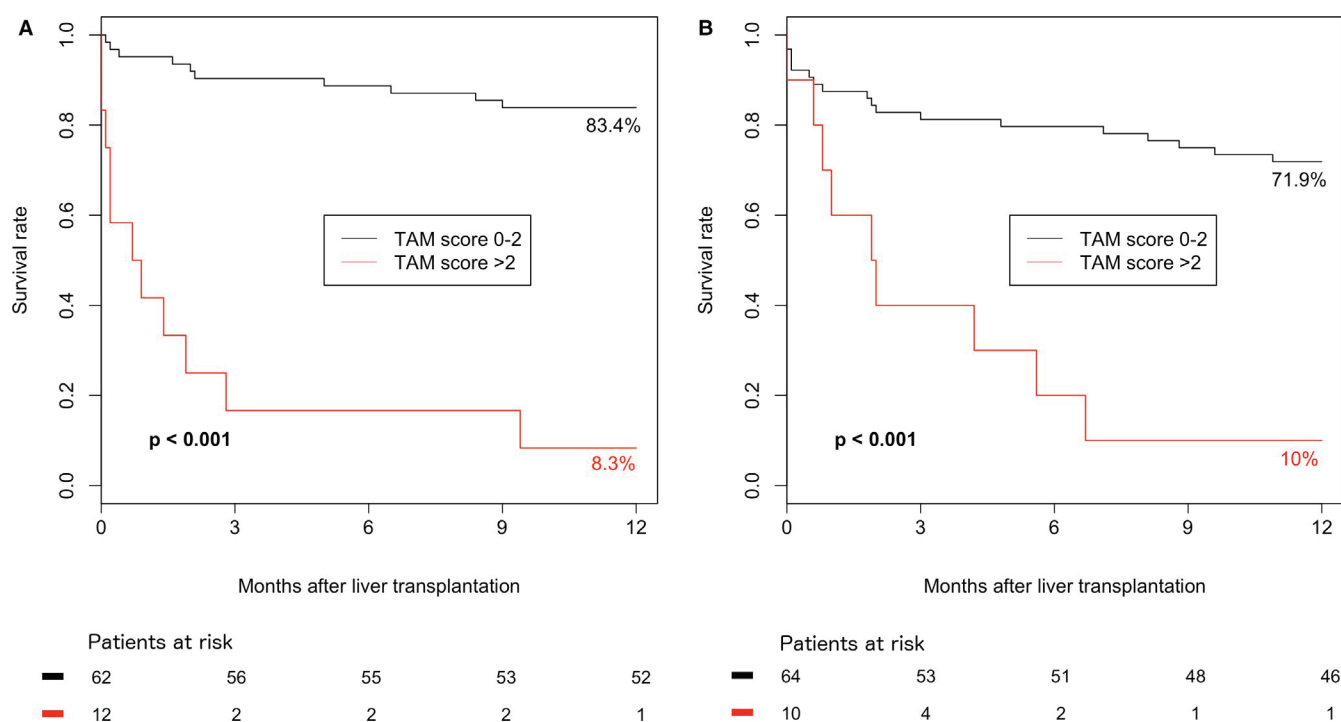 A
Survival rate
1.0
0.8
0.6
0.4
0.2
0.0
83.4%
TAM score 0-2
TAM score >2
p < 0.001
8.3%
0 3 6 9 12
Months after liver transplantation
Patients at risk
62 56 55 53 52
12 2 2 2 1
B
Survival rate
1.0
0.8
0.6
0.4
0.2
0.0
71.9%
TAM score 0-2
TAM score >2
p < 0.001
10%
0 3 6 9 12
Months after liver transplantation
Patients at risk
64 53 51 48 46
10 4 2 1 1